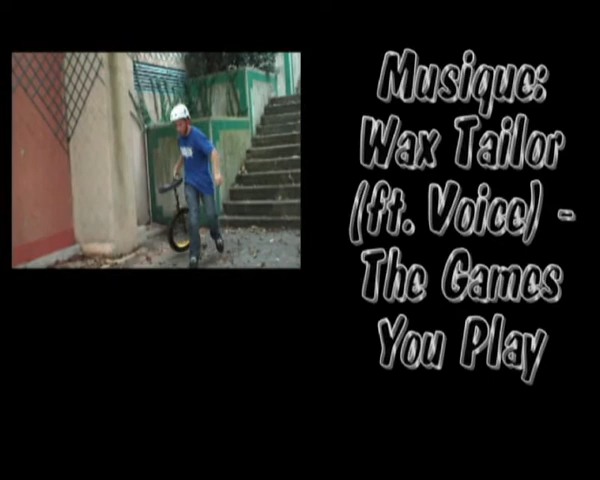 Musique:
Wax Tailor
(ft. Voice) -
The Games
You Play